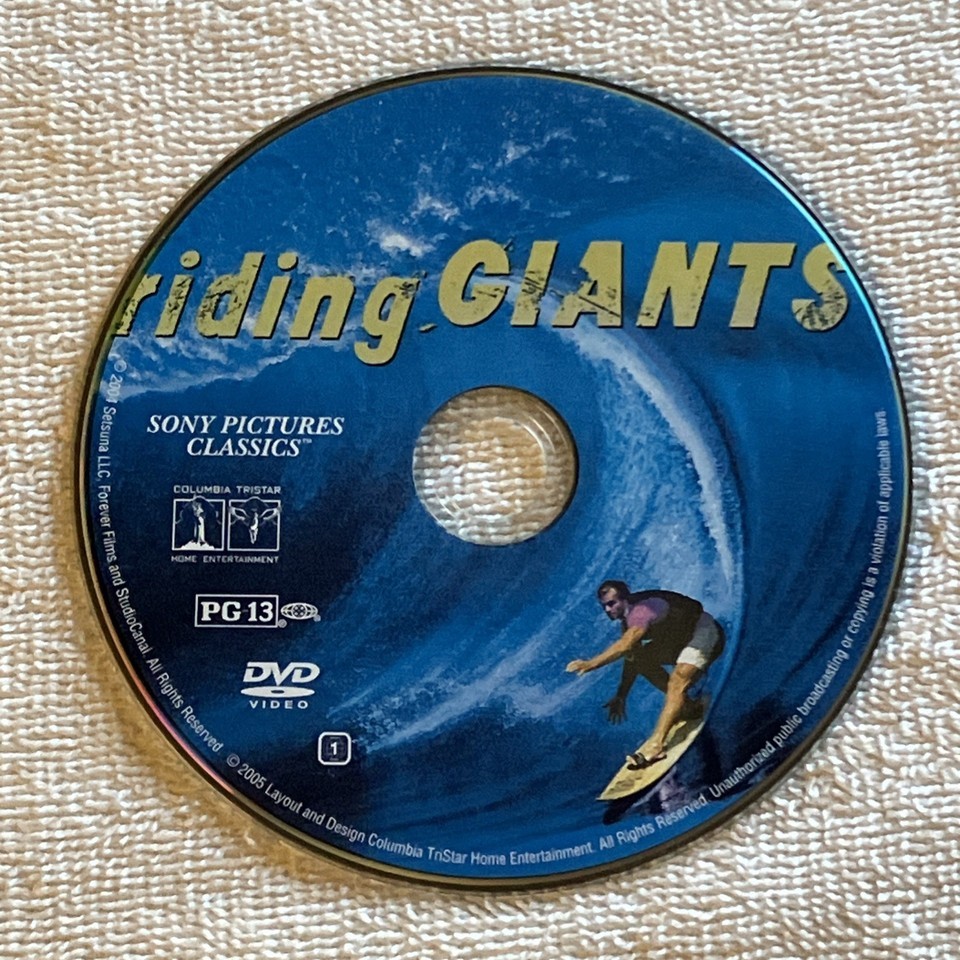 riding GIANTS
SONY PICTURES
CLASSICS™
COLUMBIA TRISTAR
HOME ENTERTAINMENT
PG-13®
®
DVD
VIDEO
1
© 2004 Setsuna LLC, Forever Films and StudioCanal. All Rights Reserved.
© 2005 Layout and Design Columbia TriStar Home Entertainment. All Rights Reserved. Unauthorized public broadcasting or copying is a violation of applicable laws.